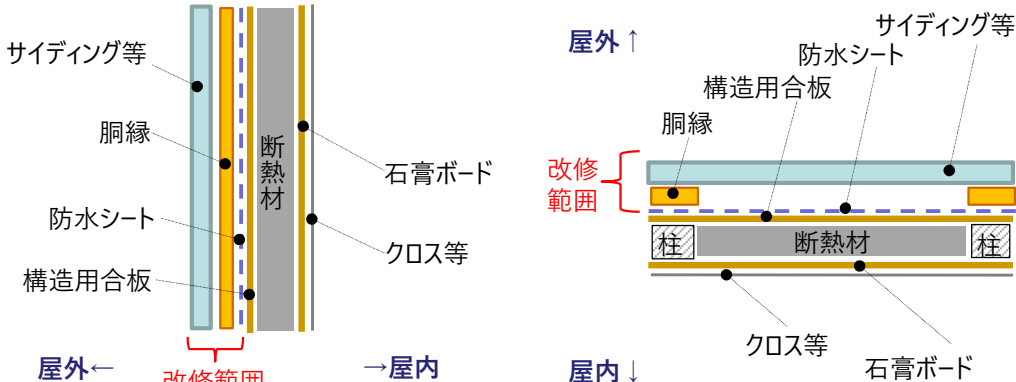 サイディング等
胴縁
防水シート
構造用合板
断熱材
石膏ボード
クロス等
屋外←
改修範囲
→屋内
屋外↑
サイディング等
防水シート
構造用合板
胴縁
改修
範囲
柱
断熱材
柱
クロス等
石膏ボード
屋内↓